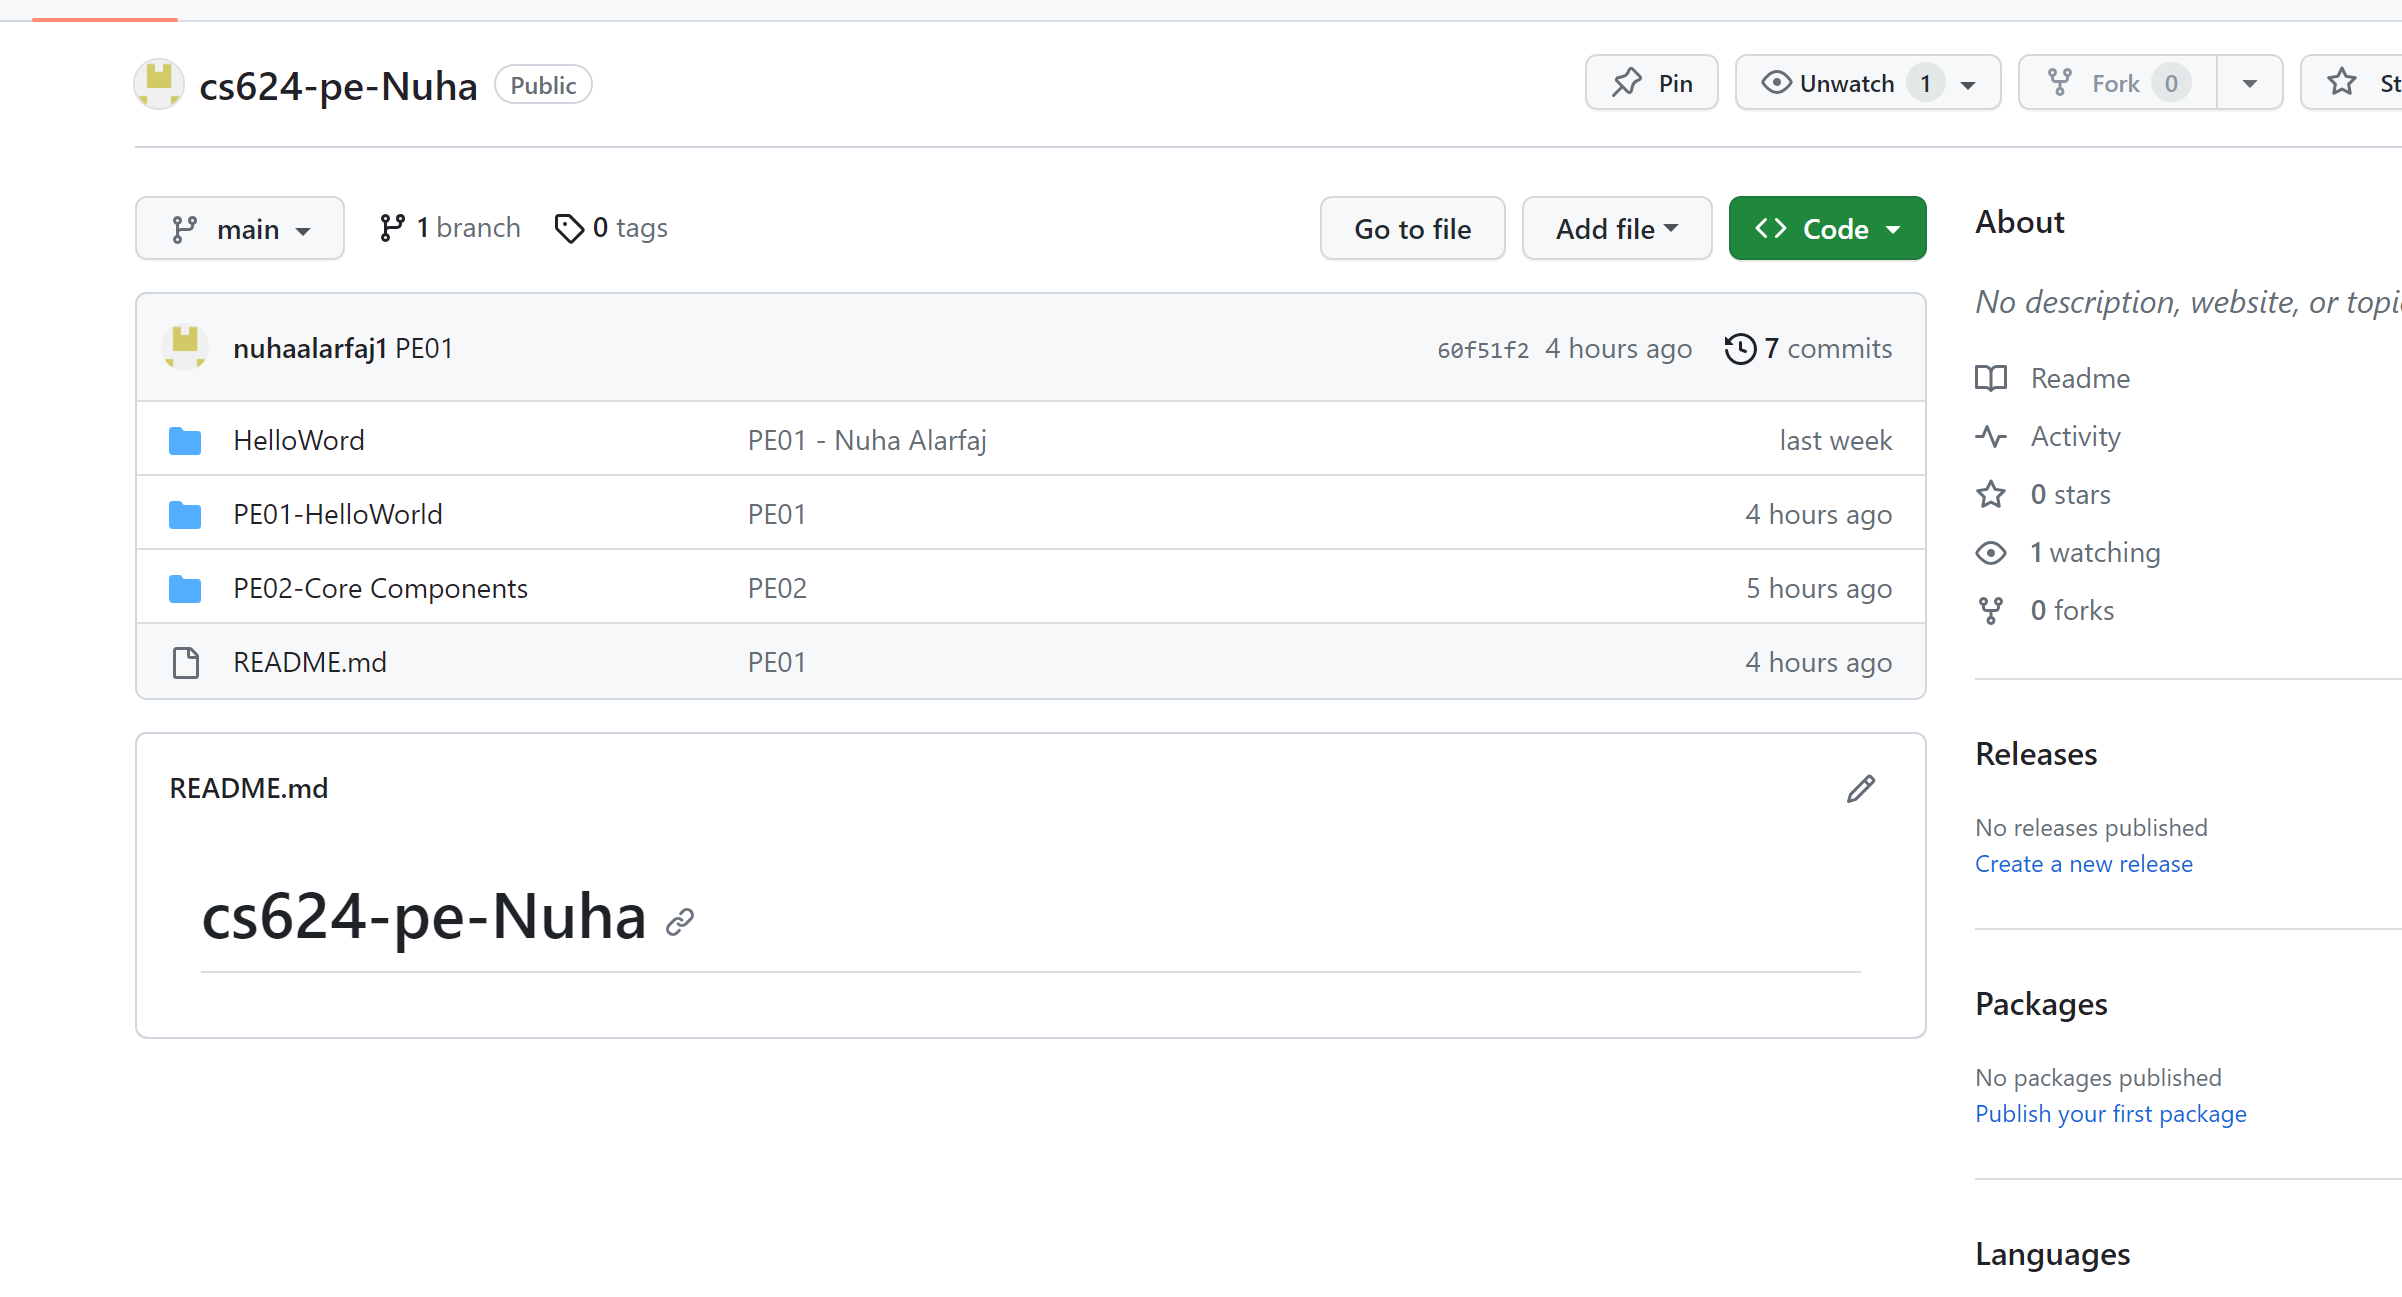 cs624-pe-Nuha Public Pin Unwatch 1 Fork 0
main 1 branch 0 tags Go to file Add file Code
nuhaalarfaj1 PE01 60f51f2 4 hours ago 7 commits
HelloWord PE01 - Nuha Alarfaj last week
PE01-HelloWorld PE01 4 hours ago
PE02-Core Components PE02 5 hours ago
README.md PE01 4 hours ago
README.md
cs624-pe-Nuha
About
No description, website, or
Readme
Activity
0 stars
1 watching
0 forks
Releases
No releases published
Create a new release
Packages
No packages published
Publish your first package
Languages